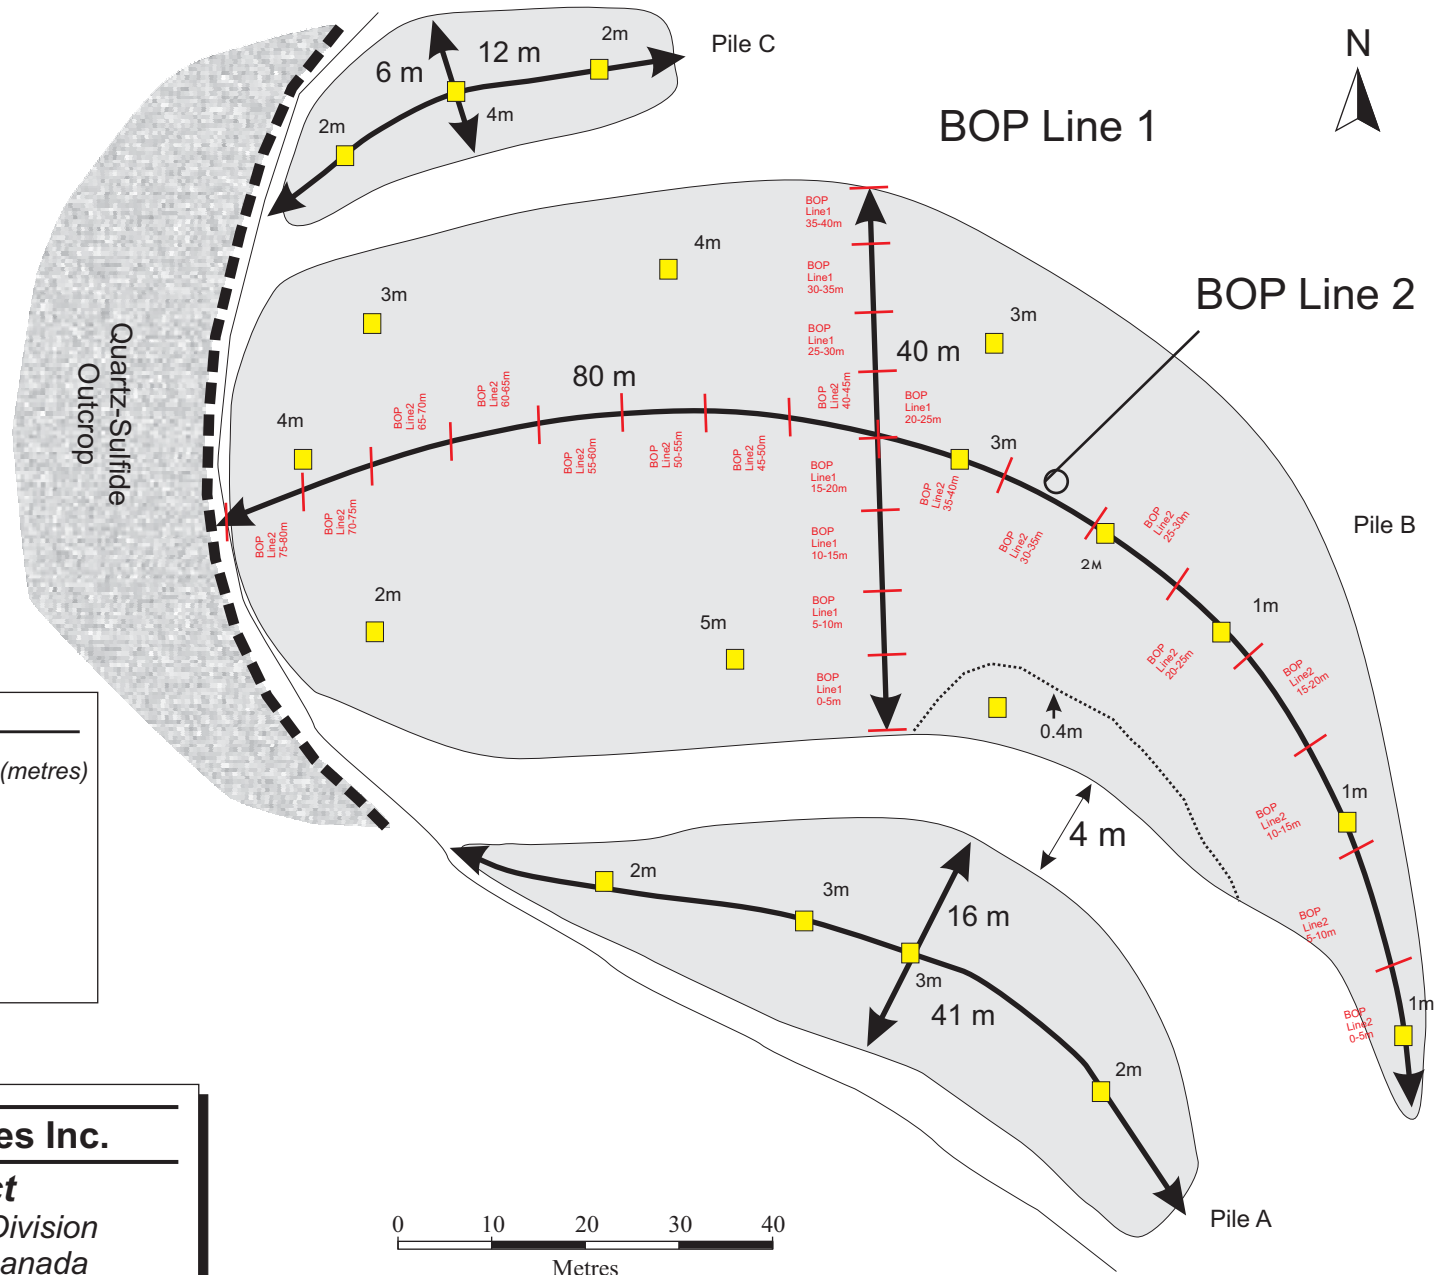 2m
Pile C
12 m
6 m
4m
2m
N
BOP Line 1
BOP
Line1
35-40m
4m
BOP
Line1
30-35m
BOP Line 2
3m
3m
BOP
Line1
25-30m
40 m
80 m
BOP
Line2
60-65m
BOP
Line2
65-70m
BOP
Line2
40-45m
BOP
Line1
20-25m
Quartz-Sulfide
Outcrop
4m
3m
BOP
Line2
55-60m
BOP
Line2
50-55m
BOP
Line2
45-50m
BOP
Line1
15-20m
BOP
Line2
35-40m
BOP
Line2
70-75m
BOP
Line2
75-80m
BOP
Line1
10-15m
BOP
Line2
30-35m
BOP
Line2
25-30m
Pile B
2M
2m
5m
BOP
Line1
5-10m
1m
BOP
Line2
20-25m
BOP
Line2
15-20m
BOP
Line1
0-5m
0.4m
(metres)
1m
BOP
Line2
10-15m
4 m
2m
3m
16 m
BOP
Line2
5-10m
3m
41 m
1m
BOP
Line2
0-5m
2m
es Inc.
ct
Division
anada
Pile A
0 10 20 30 40
Metres